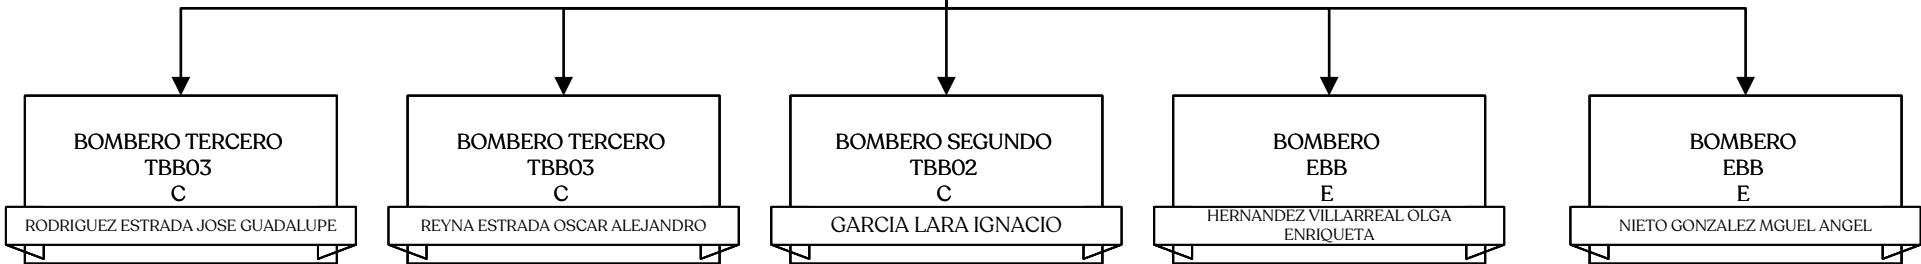 BOMBERO TERCERO
TBB03
C
RODRIGUEZ ESTRADA JOSE GUADALUPE
BOMBERO TERCERO
TBB03
C
REYNA ESTRADA OSCAR ALEJANDRO
BOMBERO SEGUNDO
TBB02
C
GARCIA LARA IGNACIO
BOMBERO
EBB
E
HERNANDEZ VILLARREAL OLGA
ENRIQUETA
BOMBERO
EBB
E
NIETO GONZALEZ MGUEL ANGEL